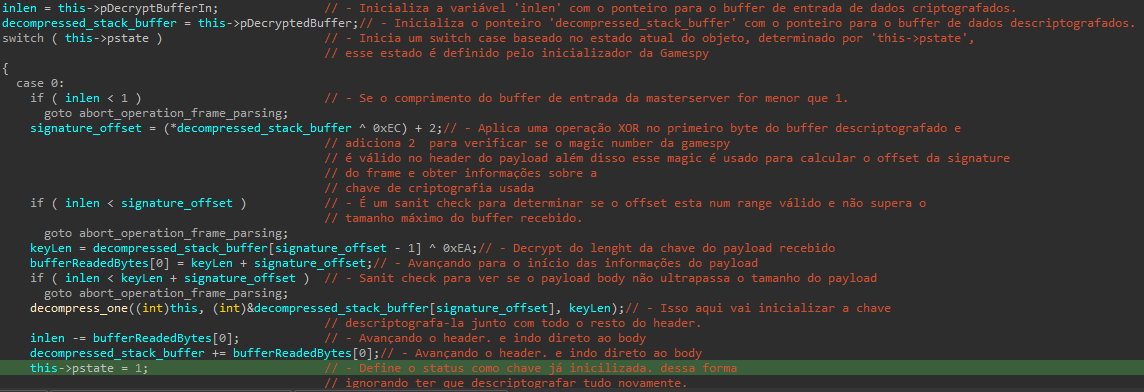 inlen = this->pDecryptBufferIn; // - Inicializa a variável 'inlen' com o ponteiro para o buffer de entrada de dados criptografados.
decompressed_stack_buffer = this->pDecryptedBuffer;// - Inicializa o ponteiro 'decompressed_stack_buffer' com o ponteiro para o buffer de dados descriptografados.
switch ( this->pstate ) // - Inicia um switch case baseado no estado atual do objeto, determinado por 'this->pstate',
// esse estado é definido pelo inicializador da Gamespy
{
case 0:
if ( inlen < 1 ) // - Se o comprimento do buffer de entrada da masterserver for menor que 1.
goto abort_operation_frame_parsing;
signature_offset = (*decompressed_stack_buffer ^ 0xEC) + 2;// - Aplica uma operação XOR no primeiro byte do buffer descriptografado e
// adiciona 2 para verificar se o magic number da gamespy
// é válido no header do payload além disso esse magic é usado para calcular o offset da signature
// do frame e obter informações sobre a
// chave de criptografia usada
if ( inlen < signature_offset ) // - É um sanit check para determinar se o offset esta num range válido e não supera o
// tamanho máximo do buffer recebido.
goto abort_operation_frame_parsing;
keyLen = decompressed_stack_buffer[signature_offset - 1] ^ 0xEA;// - Decrypt do lenght da chave do payload recebido
bufferReadedBytes[0] = keyLen + signature_offset;// - Avançando para o início das informações do payload
if ( inlen < keyLen + signature_offset ) // - Sanit check para ver se o payload body não ultrapassa o tamanho do payload
goto abort_operation_frame_parsing;
decompress_one((int)this, (int)&decompressed_stack_buffer[signature_offset], keyLen);// - Isso aqui vai inicializar a chave
// descriptografa-la junto com todo o resto do header.
inlen -= bufferReadedBytes[0]; // - Avançando o header. e indo direto ao body
decompressed_stack_buffer += bufferReadedBytes[0];// - Avançando o header. e indo direto ao body
this->pstate = 1; // - Define o status como chave já inicilizada. dessa forma
// ignorando ter que descriptografar tudo novamente.